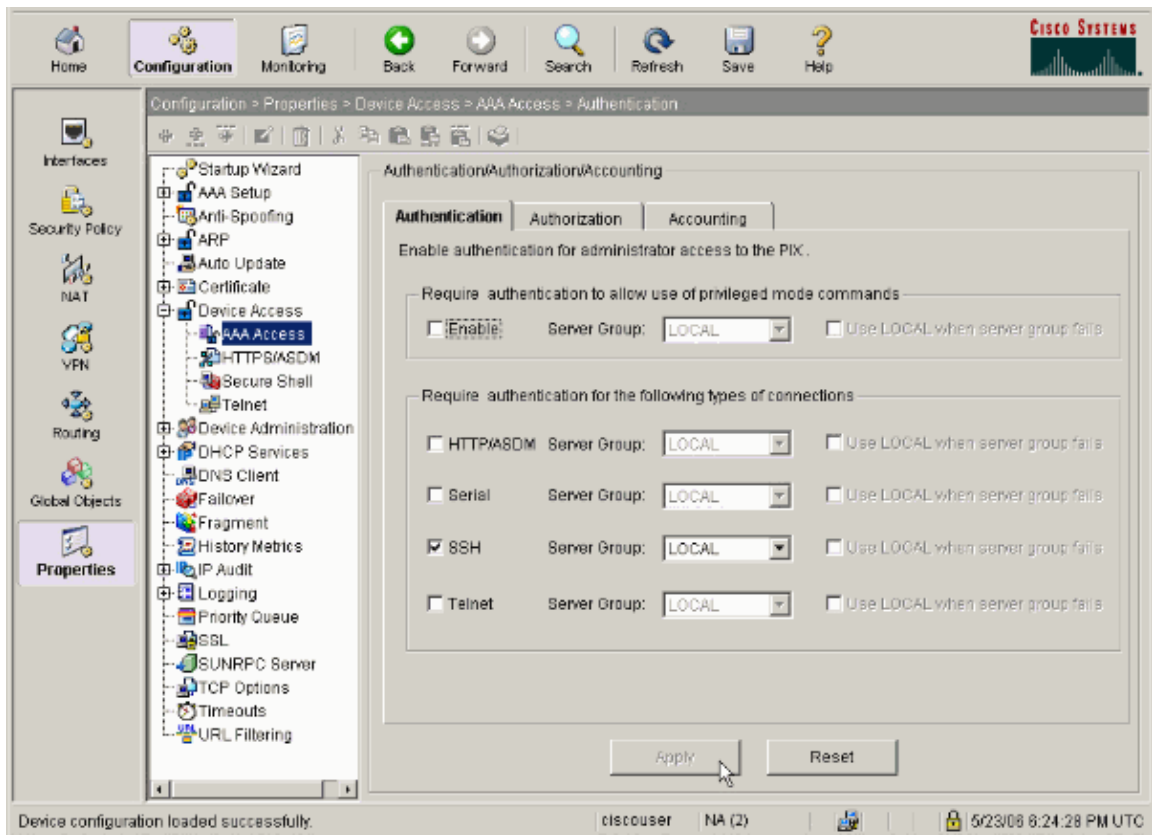 CISCO SYSTEMS
Home
Configuration
Monitoring
Back
Forward
Search
Refresh
Save
Help
Configuration > Properties > Device Access > AAA Access > Authentication
Interfaces
Security Policy
NAT
VPN
Routing
Global Objects
Properties
Startup Wizard
AAA Setup
Anti-Spoofing
ARP
Auto Update
Certificate
Device Access
AAA Access
HTTPS/ASDM
Secure Shell
Telnet
Device Administration
DHCP Services
DNS Client
Failover
Fragment
History Metrics
IP Audit
Logging
Priority Queue
SSL
SUNRPC Server
TCP Options
Timeouts
URL Filtering
Authentication/Authorization/Accounting
Authentication Authorization Accounting
Enable authentication for administrator access to the PIX.
Require authentication to allow use of privileged mode commands
Enable Server Group: LOCAL Use LOCAL when server group fails
Require authentication for the following types of connections
HTTP/ASDM Server Group: LOCAL Use LOCAL when server group fails
Serial Server Group: LOCAL Use LOCAL when server group fails
SSH Server Group: LOCAL Use LOCAL when server group fails
Telnet Server Group: LOCAL Use LOCAL when server group fails
Apply Reset
Device configuration loaded successfully. ciscouser NA (2) 5/23/06 6:24:28 PM UTC